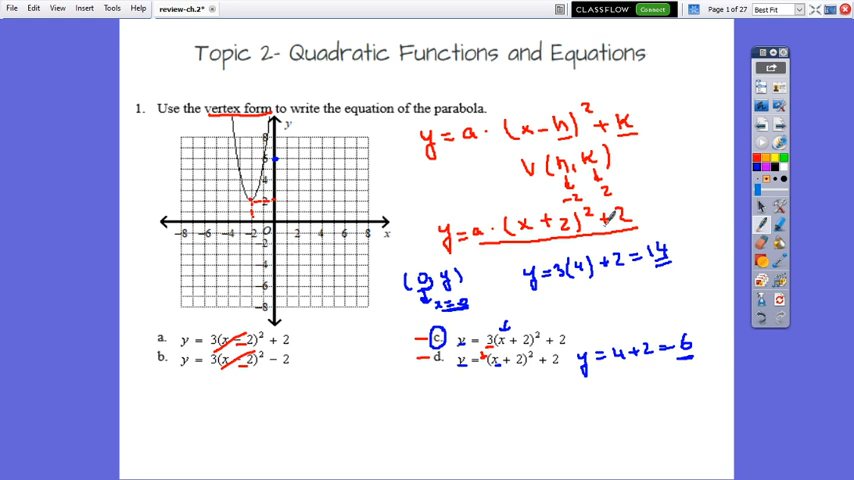 File Edit Insert Tools Help review-ch.2* CLASSFLOW Connect Page 1 of 27 Best Fit
Topic 2- Quadratic Functions and Equations
1. Use the vertex form to write the equation of the parabola.
y = a · (x - h)² + k
V (h, k)
-2 2
y = a · (x + 2)² + 2
(0, y)
x = 0
y = 3(4) + 2 = 14
y
8
6
4
2
-8 -6 -4 -2 O 2 4 6 8 x
-2
-4
-6
-8
a. y = 3(x - 2)² + 2
b. y = 3(x - 2)² - 2
c. y = 3(x + 2)² + 2
d. y = (x + 2)² + 2
y = 4 + 2 = 6